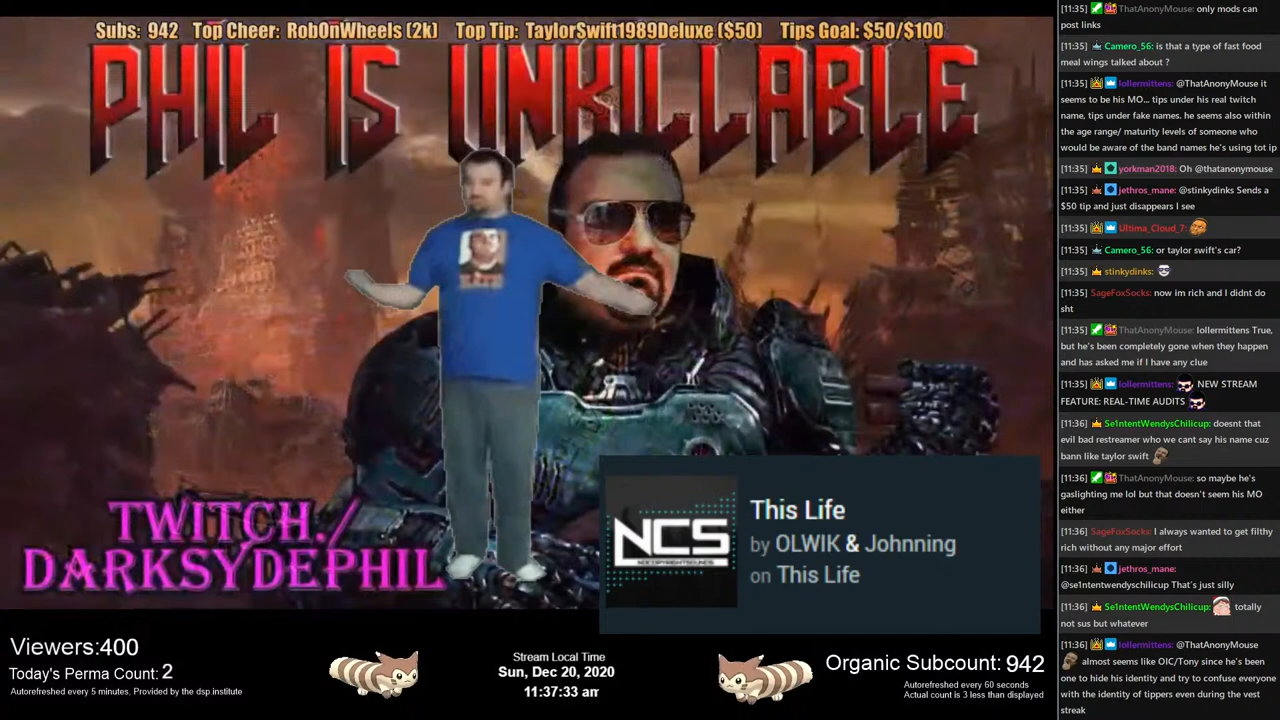 Subs: 942 Top Cheer: RobOnWheels (2k) Top Tip: TaylorSwift1989Deluxe ($50) Tips Goal: $50/$100
PHIL IS UNKILLABLE
TWITCH./
DARKSYDEPHIL
NCS
This Life
by OLWIK & Johnning
on This Life
Viewers:400
Today's Perma Count: 2
Autorefreshed every 5 minutes, Provided by the dsp.institute
Stream Local Time
Sun, Dec 20, 2020
11:37:33 am
Organic Subcount: 942
Autorefreshed every 60 seconds
Actual count is 3 less than displayed
[11:35] ThatAnonyMouse: only mods can
post links
[11:35] Camero_56: is that a type of fast food
meal wings talked about ?
[11:35] lollermittens: @ThatAnonyMouse it
seems to be his MO... tips under his real twitch
name, tips under fake names. he seems also within
the age range/ maturity levels of someone who
would be aware of the band names he's using tot ip
[11:35] yorkman2018: Oh @thatanonymouse
[11:35] jethros_mane: @stinkydinks Sends a
$50 tip and just disappears I see
[11:35] Ultima_Cloud_7:
[11:35] Camero_56: or taylor swift's car?
[11:35] stinkydinks:
[11:35] SageFoxSocks: now im rich and I didnt do
sht
[11:35] ThatAnonyMouse: lollermittens True,
but he's been completely gone when they happen
and has asked me if I have any clue
[11:35] lollermittens: NEW STREAM
FEATURE: REAL-TIME AUDITS
[11:36] Se1ntentWendysChilicup: doesnt that
evil bad restreamer who we cant say his name cuz
bann like taylor swift
[11:36] ThatAnonyMouse: so maybe he's
gaslighting me lol but that doesn't seem his MO
either
[11:36] SageFoxSocks: I always wanted to get filthy
rich without any major effort
[11:36] jethros_mane:
@se1ntentwendyschilicup That's just silly
[11:36] Se1ntentWendysChilicup: totally
not sus but whatever
[11:36] lollermittens: @ThatAnonyMouse
almost seems like OIC/Tony since he's been
one to hide his identity and try to confuse everyone
with the identity of tippers even during the vest
streak